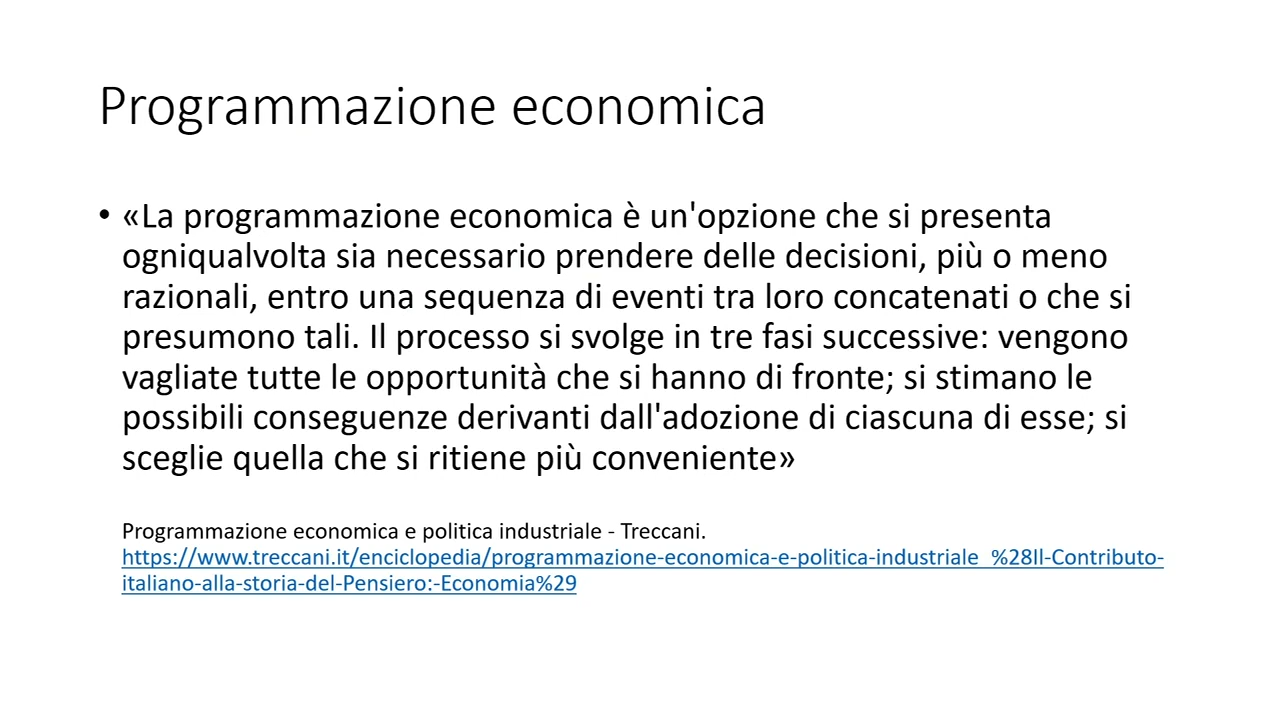 Programmazione economica
• «La programmazione economica è un'opzione che si presenta
ogniqualvolta sia necessario prendere delle decisioni, più o meno
razionali, entro una sequenza di eventi tra loro concatenati o che si
presumono tali. Il processo si svolge in tre fasi successive: vengono
vagliate tutte le opportunità che si hanno di fronte; si stimano le
possibili conseguenze derivanti dall'adozione di ciascuna di esse; si
sceglie quella che si ritiene più conveniente»
Programmazione economica e politica industriale - Treccani.
https://www.treccani.it/enciclopedia/programmazione-economica-e-politica-industriale_%28Il-Contributo-
italiano-alla-storia-del-Pensiero:-Economia%29